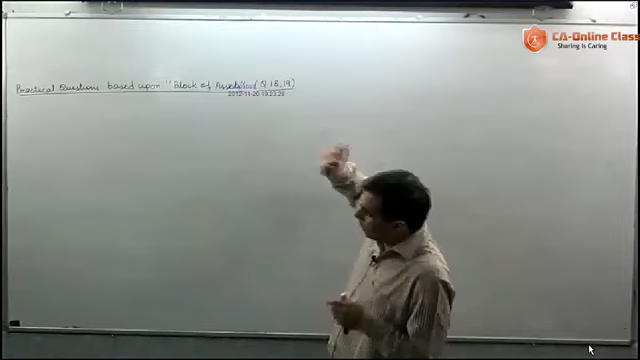 CA-Online Class
Sharing is Caring
Practical Questions based upon "Block of Assets" (Q 18, 19)
2012-11-20 19:23:28